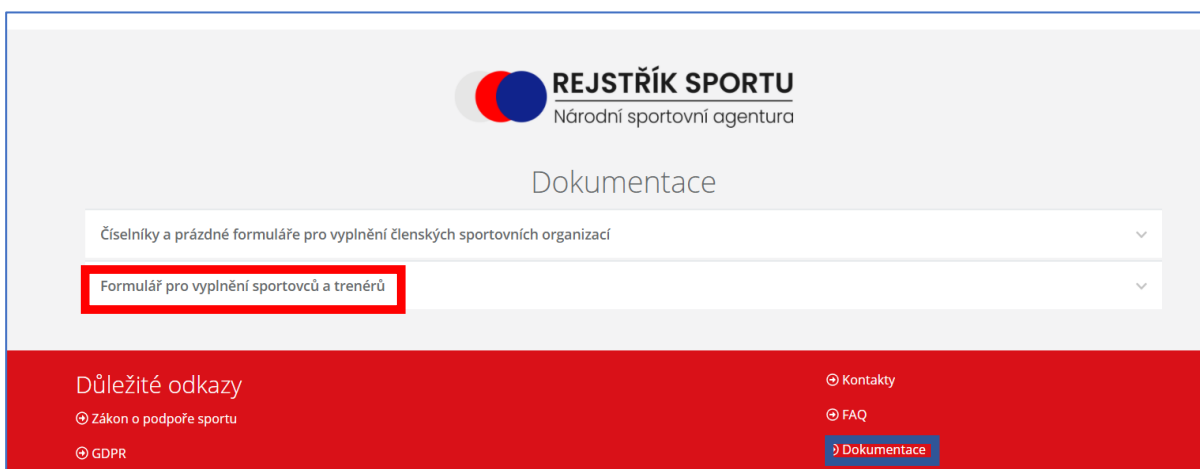 REJSTŘÍK SPORTU
Národní sportovní agentura
Dokumentace
Číselníky a prázdné formuláře pro vyplnění členských sportovních organizací
Formulář pro vyplnění sportovců a trenérů
Důležité odkazy
Zákon o podpoře sportu
GDPR
Kontakty
FAQ
Dokumentace